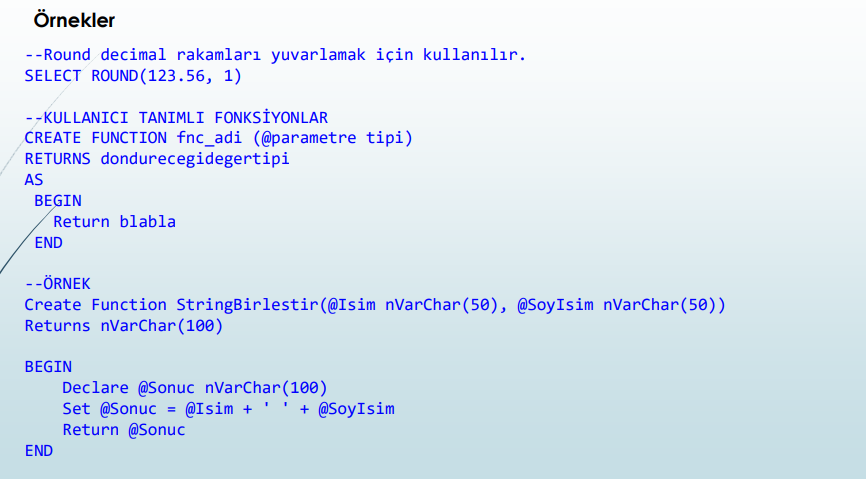 Örnekler
--Round decimal rakamları yuvarlamak için kullanılır.
SELECT ROUND(123.56, 1)
--KULLANICI TANIMLI FONKSİYONLAR
CREATE FUNCTION fnc_adi (@parametre tipi)
RETURNS dondurecegidegertipi
AS
BEGIN
Return blabla
END
--ÖRNEK
Create Function StringBirlestir(@Isim nVarChar(50), @SoyIsim nVarChar(50))
Returns nVarChar(100)
BEGIN
Declare @Sonuc nVarChar(100)
Set @Sonuc = @Isim + ' ' + @SoyIsim
Return @Sonuc
END